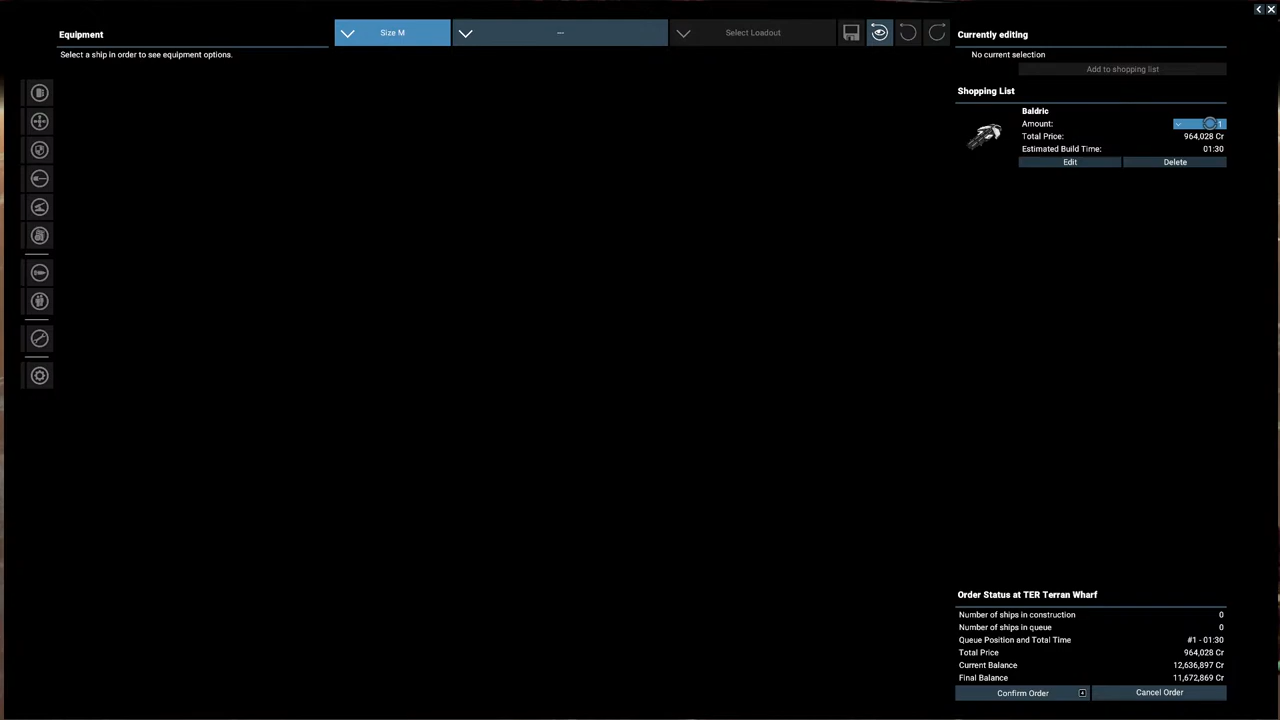 Equipment
Select a ship in order to see equipment options.
Size M
---
Select Loadout
Currently editing
No current selection
Add to shopping list
Shopping List
Baldric
Amount: 1
Total Price: 964,028 Cr
Estimated Build Time: 01:30
Edit Delete
Order Status at TER Terran Wharf
Number of ships in construction 0
Number of ships in queue 0
Queue Position and Total Time #1 - 01:30
Total Price 964,028 Cr
Current Balance 12,636,897 Cr
Final Balance 11,672,869 Cr
Confirm Order Cancel Order